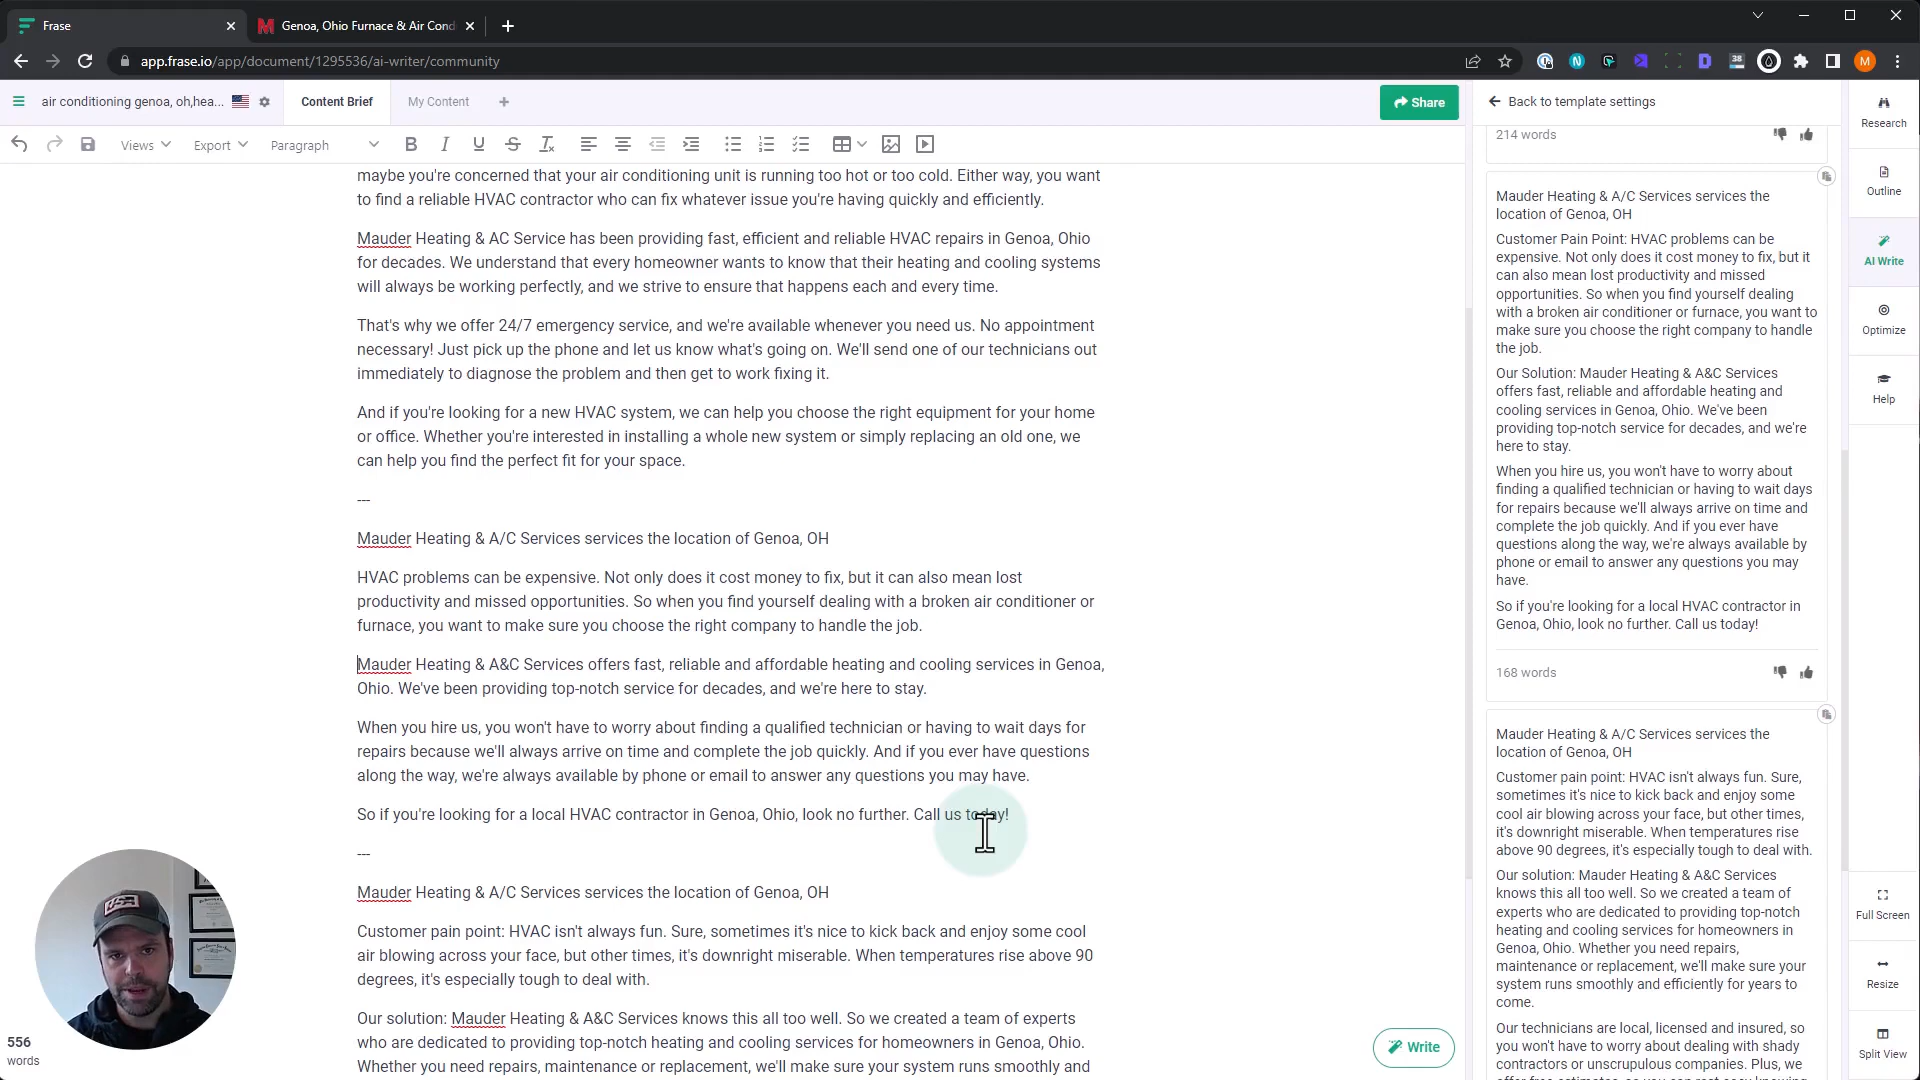 Frase
Genoa, Ohio Furnace & Air Cond
app.frase.io/app/document/1295536/ai-writer/community
38
M
air conditioning genoa, oh,hea...
Content Brief
My Content
Share
Back to template settings
Views
Export
Paragraph
maybe you're concerned that your air conditioning unit is running too hot or too cold. Either way, you want
to find a reliable HVAC contractor who can fix whatever issue you're having quickly and efficiently.
Mauder Heating & AC Service has been providing fast, efficient and reliable HVAC repairs in Genoa, Ohio
for decades. We understand that every homeowner wants to know that their heating and cooling systems
will always be working perfectly, and we strive to ensure that happens each and every time.
That's why we offer 24/7 emergency service, and we're available whenever you need us. No appointment
necessary! Just pick up the phone and let us know what's going on. We'll send one of our technicians out
immediately to diagnose the problem and then get to work fixing it.
And if you're looking for a new HVAC system, we can help you choose the right equipment for your home
or office. Whether you're interested in installing a whole new system or simply replacing an old one, we
can help you find the perfect fit for your space.
---
Mauder Heating & A/C Services services the location of Genoa, OH
HVAC problems can be expensive. Not only does it cost money to fix, but it can also mean lost
productivity and missed opportunities. So when you find yourself dealing with a broken air conditioner or
furnace, you want to make sure you choose the right company to handle the job.
Mauder Heating & A&C Services offers fast, reliable and affordable heating and cooling services in Genoa,
Ohio. We've been providing top-notch service for decades, and we're here to stay.
When you hire us, you won't have to worry about finding a qualified technician or having to wait days for
repairs because we'll always arrive on time and complete the job quickly. And if you ever have questions
along the way, we're always available by phone or email to answer any questions you may have.
So if you're looking for a local HVAC contractor in Genoa, Ohio, look no further. Call us today!
---
Mauder Heating & A/C Services services the location of Genoa, OH
Customer pain point: HVAC isn't always fun. Sure, sometimes it's nice to kick back and enjoy some cool
air blowing across your face, but other times, it's downright miserable. When temperatures rise above 90
degrees, it's especially tough to deal with.
Our solution: Mauder Heating & A&C Services knows this all too well. So we created a team of experts
who are dedicated to providing top-notch heating and cooling services for homeowners in Genoa, Ohio.
Whether you need repairs, maintenance or replacement, we'll make sure your system runs smoothly and
556
words
Write
214 words
Mauder Heating & A/C Services services the
location of Genoa, OH
Customer Pain Point: HVAC problems can be
expensive. Not only does it cost money to fix, but it
can also mean lost productivity and missed
opportunities. So when you find yourself dealing
with a broken air conditioner or furnace, you want to
make sure you choose the right company to handle
the job.
Our Solution: Mauder Heating & A&C Services
offers fast, reliable and affordable heating and
cooling services in Genoa, Ohio. We've been
providing top-notch service for decades, and we're
here to stay.
When you hire us, you won't have to worry about
finding a qualified technician or having to wait days
for repairs because we'll always arrive on time and
complete the job quickly. And if you ever have
questions along the way, we're always available by
phone or email to answer any questions you may
have.
So if you're looking for a local HVAC contractor in
Genoa, Ohio, look no further. Call us today!
168 words
Mauder Heating & A/C Services services the
location of Genoa, OH
Customer pain point: HVAC isn't always fun. Sure,
sometimes it's nice to kick back and enjoy some
cool air blowing across your face, but other times,
it's downright miserable. When temperatures rise
above 90 degrees, it's especially tough to deal with.
Our solution: Mauder Heating & A&C Services
knows this all too well. So we created a team of
experts who are dedicated to providing top-notch
heating and cooling services for homeowners in
Genoa, Ohio. Whether you need repairs,
maintenance or replacement, we'll make sure your
system runs smoothly and efficiently for years to
come.
Our technicians are local, licensed and insured, so
you won't have to worry about dealing with shady
contractors or unscrupulous companies. Plus, we
Research
Outline
AI Write
Optimize
Help
Full Screen
Resize
Split View